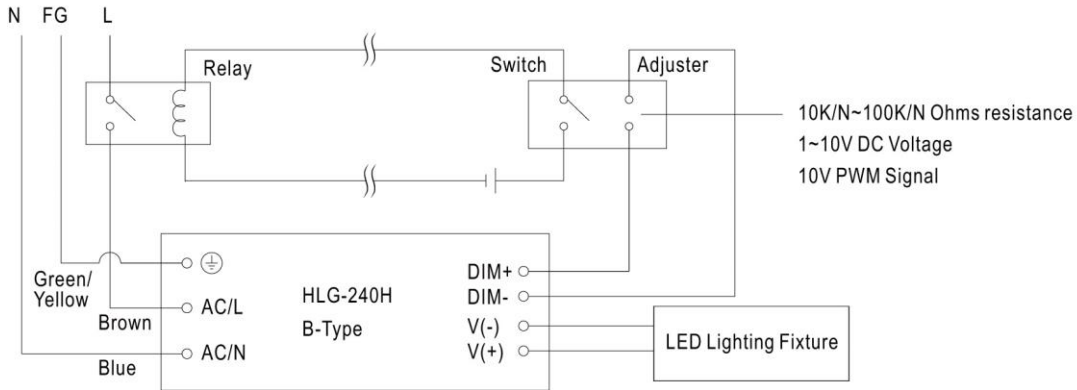 N FG L
Relay
Switch
Adjuster
10K/N~100K/N Ohms resistance
1~10V DC Voltage
10V PWM Signal
Green/
Yellow
Brown
Blue
AC/L
AC/N
HLG-240H
B-Type
DIM+
DIM-
V(-)
V(+)
LED Lighting Fixture